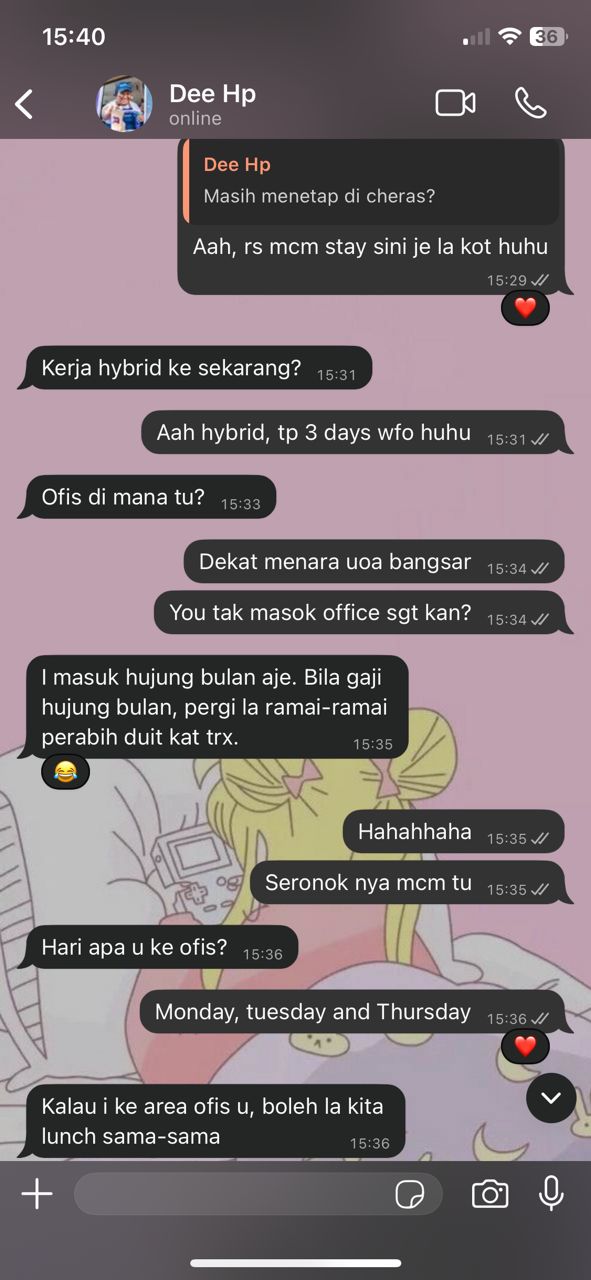 15:40
36
Dee Hp
online
Dee Hp
Masih menetap di cheras?
Aah, rs mcm stay sini je la kot huhu
15:29
Kerja hybrid ke sekarang? 15:31
Aah hybrid, tp 3 days wfo huhu 15:31
Ofis di mana tu? 15:33
Dekat menara uoa bangsar 15:34
You tak masok office sgt kan? 15:34
I masuk hujung bulan aje. Bila gaji
hujung bulan, pergi la ramai-ramai
perabih duit kat trx. 15:35
😂
Hahahhaha 15:35
Seronok nya mcm tu 15:35
Hari apa u ke ofis? 15:36
Monday, tuesday and Thursday 15:36
Kalau i ke area ofis u, boleh la kita
lunch sama-sama 15:36